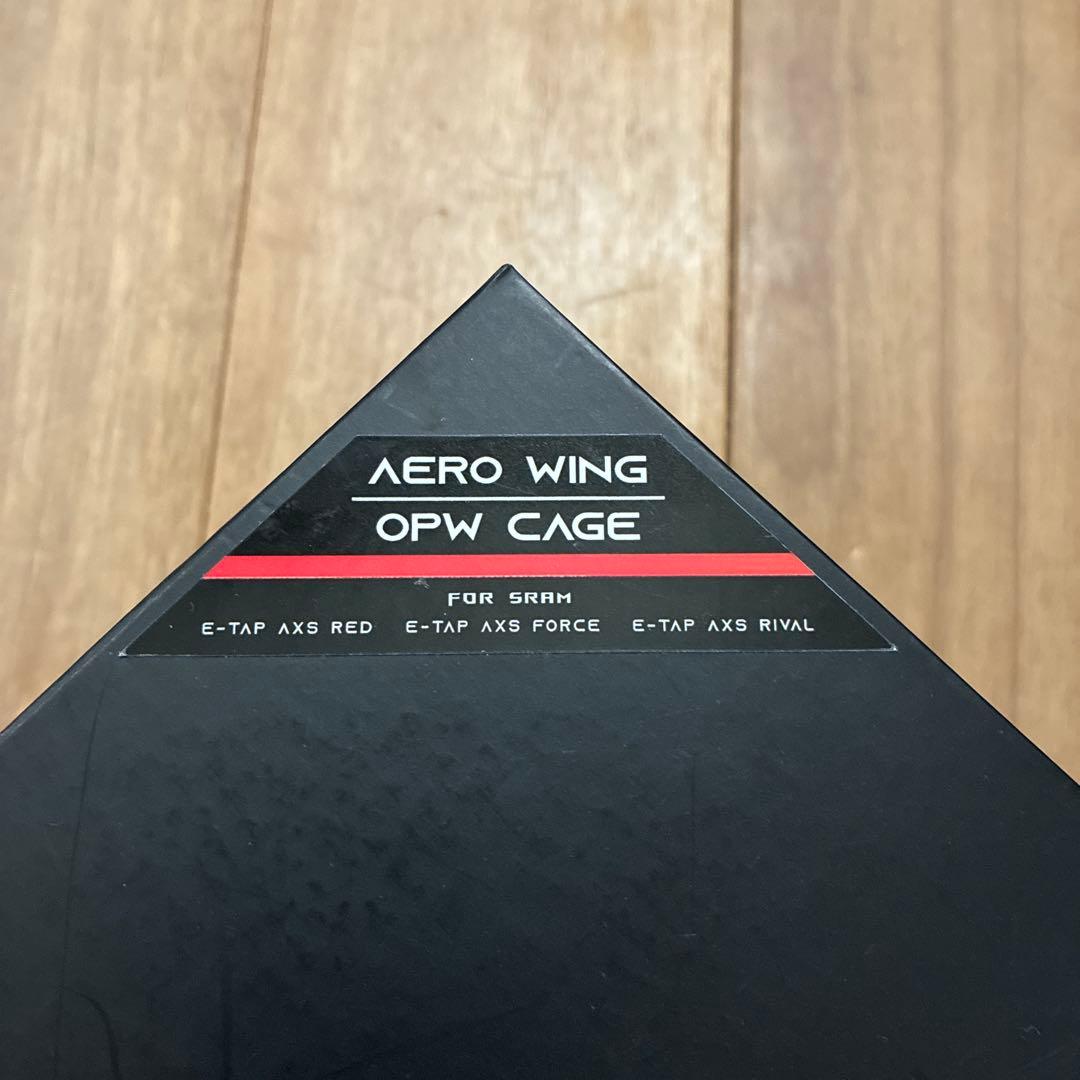 AERO WING
OPW CAGE
FOR SRAM
E-TAP AXS RED E-TAP AXS FORCE E-TAP AXS RIVAL